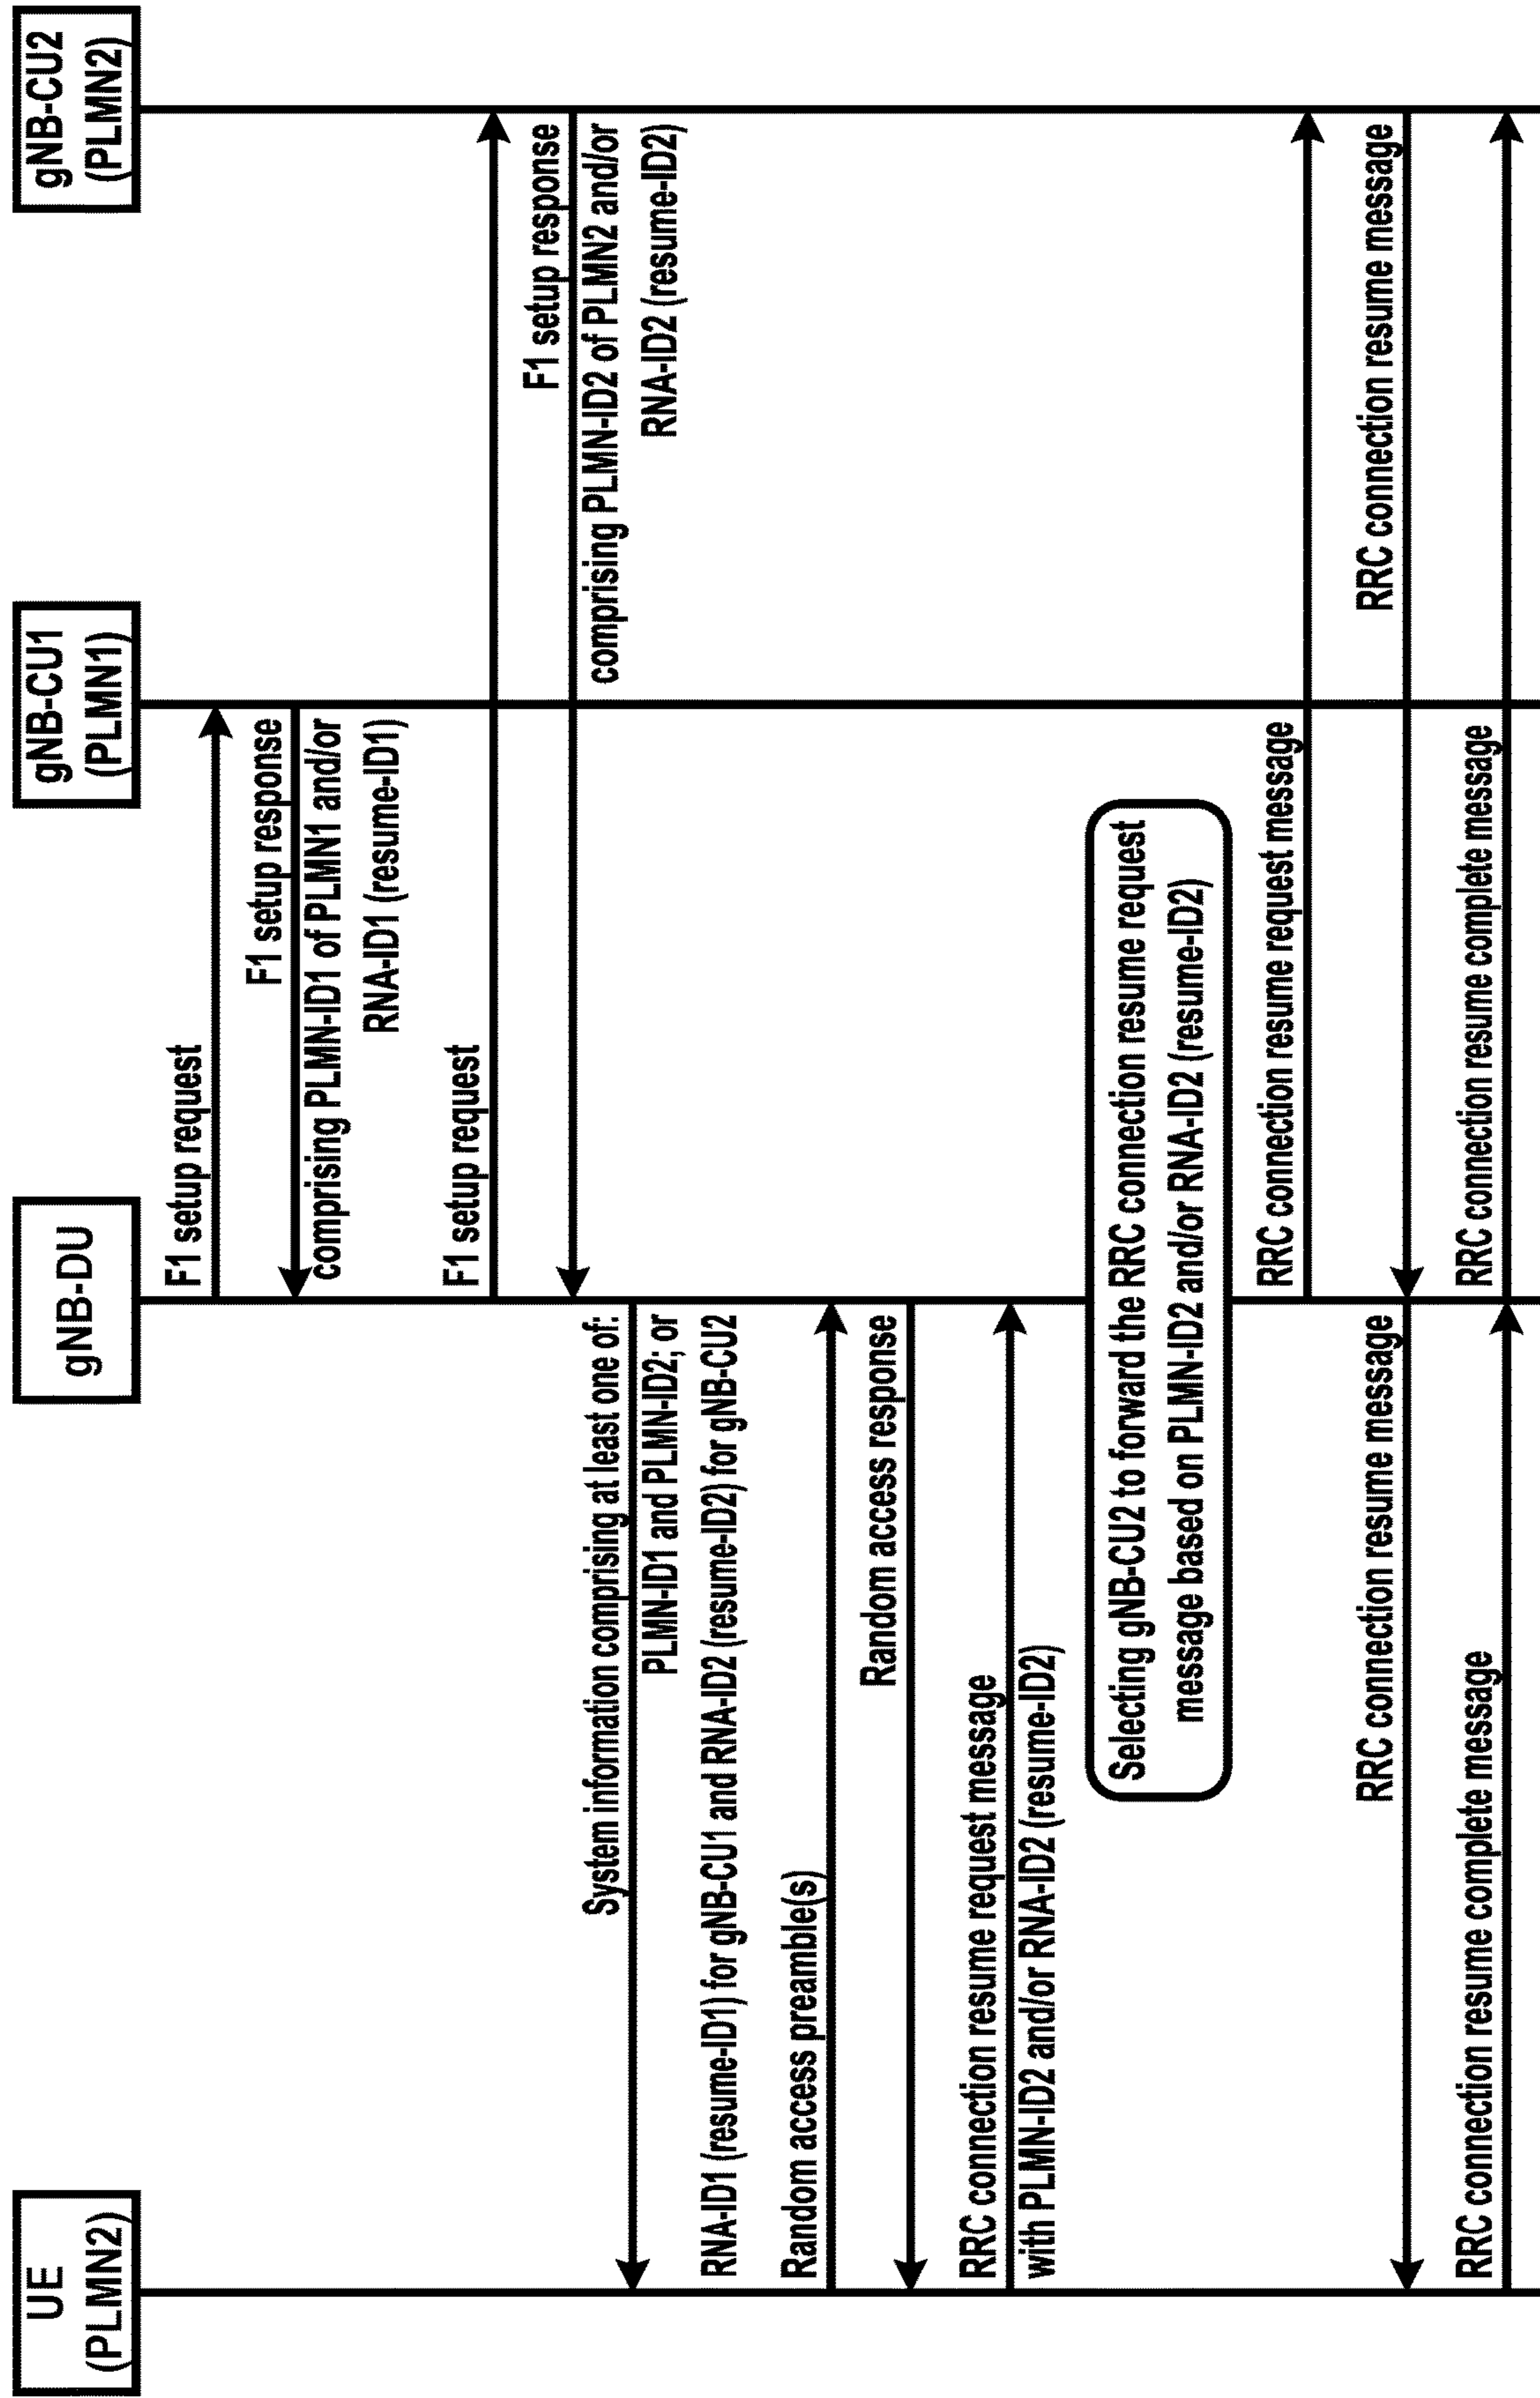 UE
(PLMN2)
gNB-DU
gNB-CU1
(PLMN1)
gNB-CU2
(PLMN2)
F1 setup request
F1 setup response
comprising PLMN-ID1 of PLMN1 and/or
RNA-ID1 (resume-ID1)
F1 setup request
F1 setup response
comprising PLMN-ID2 of PLMN2 and/or
RNA-ID2 (resume-ID2)
System information comprising at least one of:
PLMN-ID1 and PLMN-ID2; or
RNA-ID1 (resume-ID1) for gNB-CU1 and RNA-ID2 (resume-ID2) for gNB-CU2
Random access preamble(s)
Random access response
RRC connection resume request message
with PLMN-ID2 and/or RNA-ID2 (resume-ID2)
Selecting gNB-CU2 to forward the RRC connection resume request
message based on PLMN-ID2 and/or RNA-ID2 (resume-ID2)
RRC connection resume request message
RRC connection resume message
RRC connection resume message
RRC connection resume complete message
RRC connection resume complete message